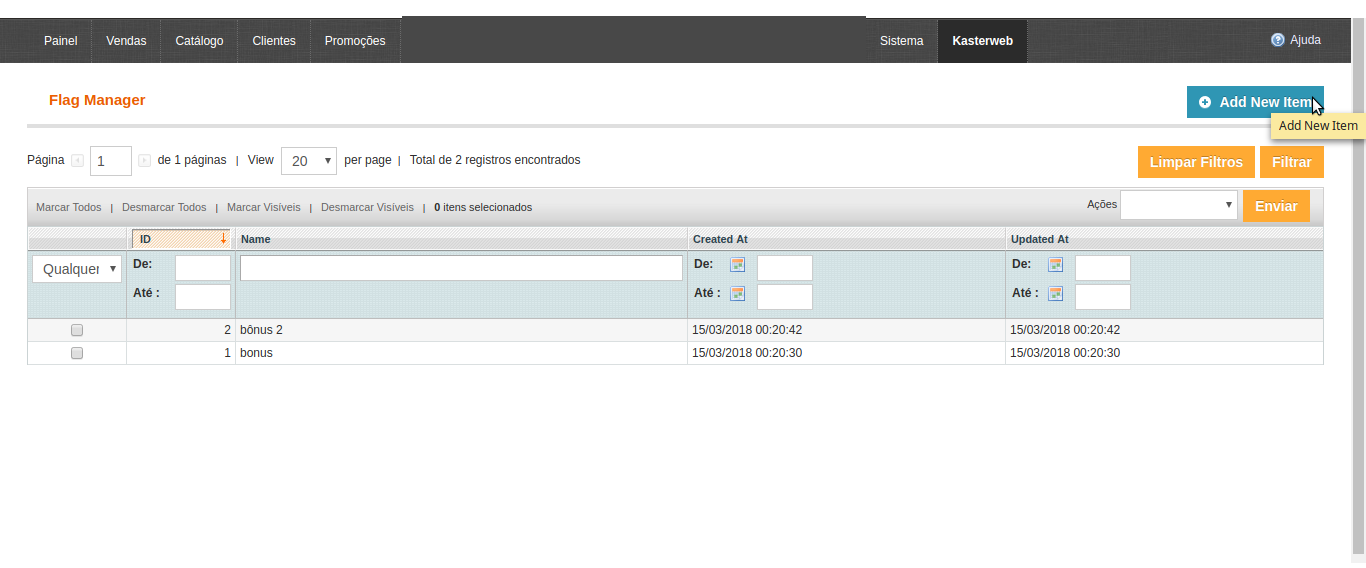 Painel Vendas Catálogo Clientes Promoções Sistema Kasterweb Ajuda
Flag Manager Add New Item
Add New Item
Página 1 de 1 páginas | View 20 per page | Total de 2 registros encontrados Limpar Filtros Filtrar
Marcar Todos | Desmarcar Todos | Marcar Visíveis | Desmarcar Visíveis | 0 itens selecionados Ações Enviar
ID Name Created At Updated At
Qualquer De: De: De:
Até : Até : Até :
2 bônus 2 15/03/2018 00:20:42 15/03/2018 00:20:42
1 bonus 15/03/2018 00:20:30 15/03/2018 00:20:30